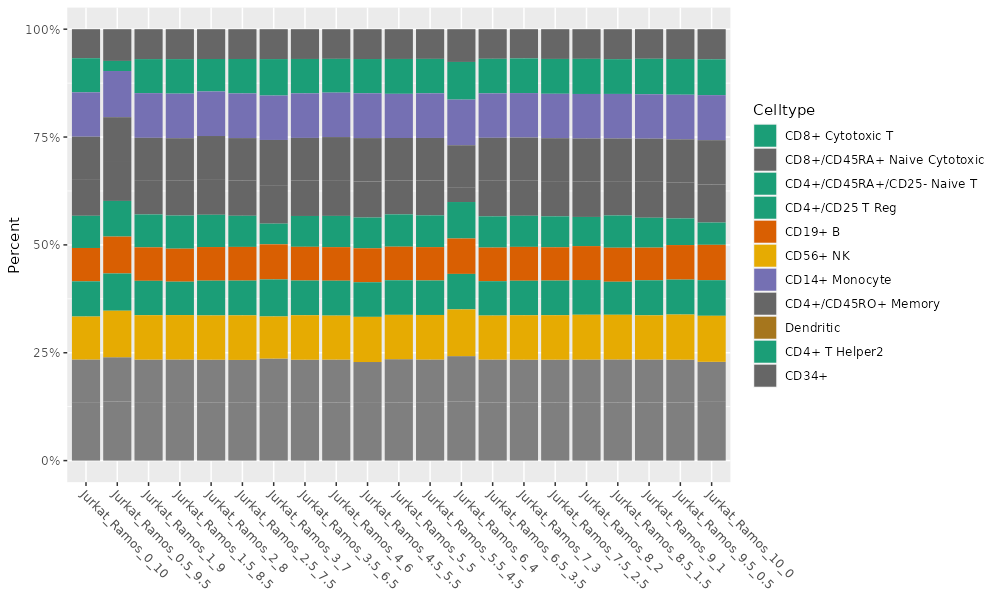 100%
75%
50%
25%
0%
Percent
Jurkat_Ramos_0_10
Jurkat_Ramos_0.5_9.5
Jurkat_Ramos_1_9
Jurkat_Ramos_1.5_8.5
Jurkat_Ramos_2_8
Jurkat_Ramos_2.5_7.5
Jurkat_Ramos_3_7
Jurkat_Ramos_3.5_6.5
Jurkat_Ramos_4_6
Jurkat_Ramos_4.5_5.5
Jurkat_Ramos_5_5
Jurkat_Ramos_5.5_4.5
Jurkat_Ramos_6_4
Jurkat_Ramos_6.5_3.5
Jurkat_Ramos_7_3
Jurkat_Ramos_7.5_2.5
Jurkat_Ramos_8_2
Jurkat_Ramos_8.5_1.5
Jurkat_Ramos_9_1
Jurkat_Ramos_9.5_0.5
Jurkat_Ramos_10_0
Celltype
CD8+ Cytotoxic T
CD8+/CD45RA+ Naive Cytotoxic
CD4+/CD45RA+/CD25- Naive T
CD4+/CD25 T Reg
CD19+ B
CD56+ NK
CD14+ Monocyte
CD4+/CD45RO+ Memory
Dendritic
CD4+ T Helper2
CD34+